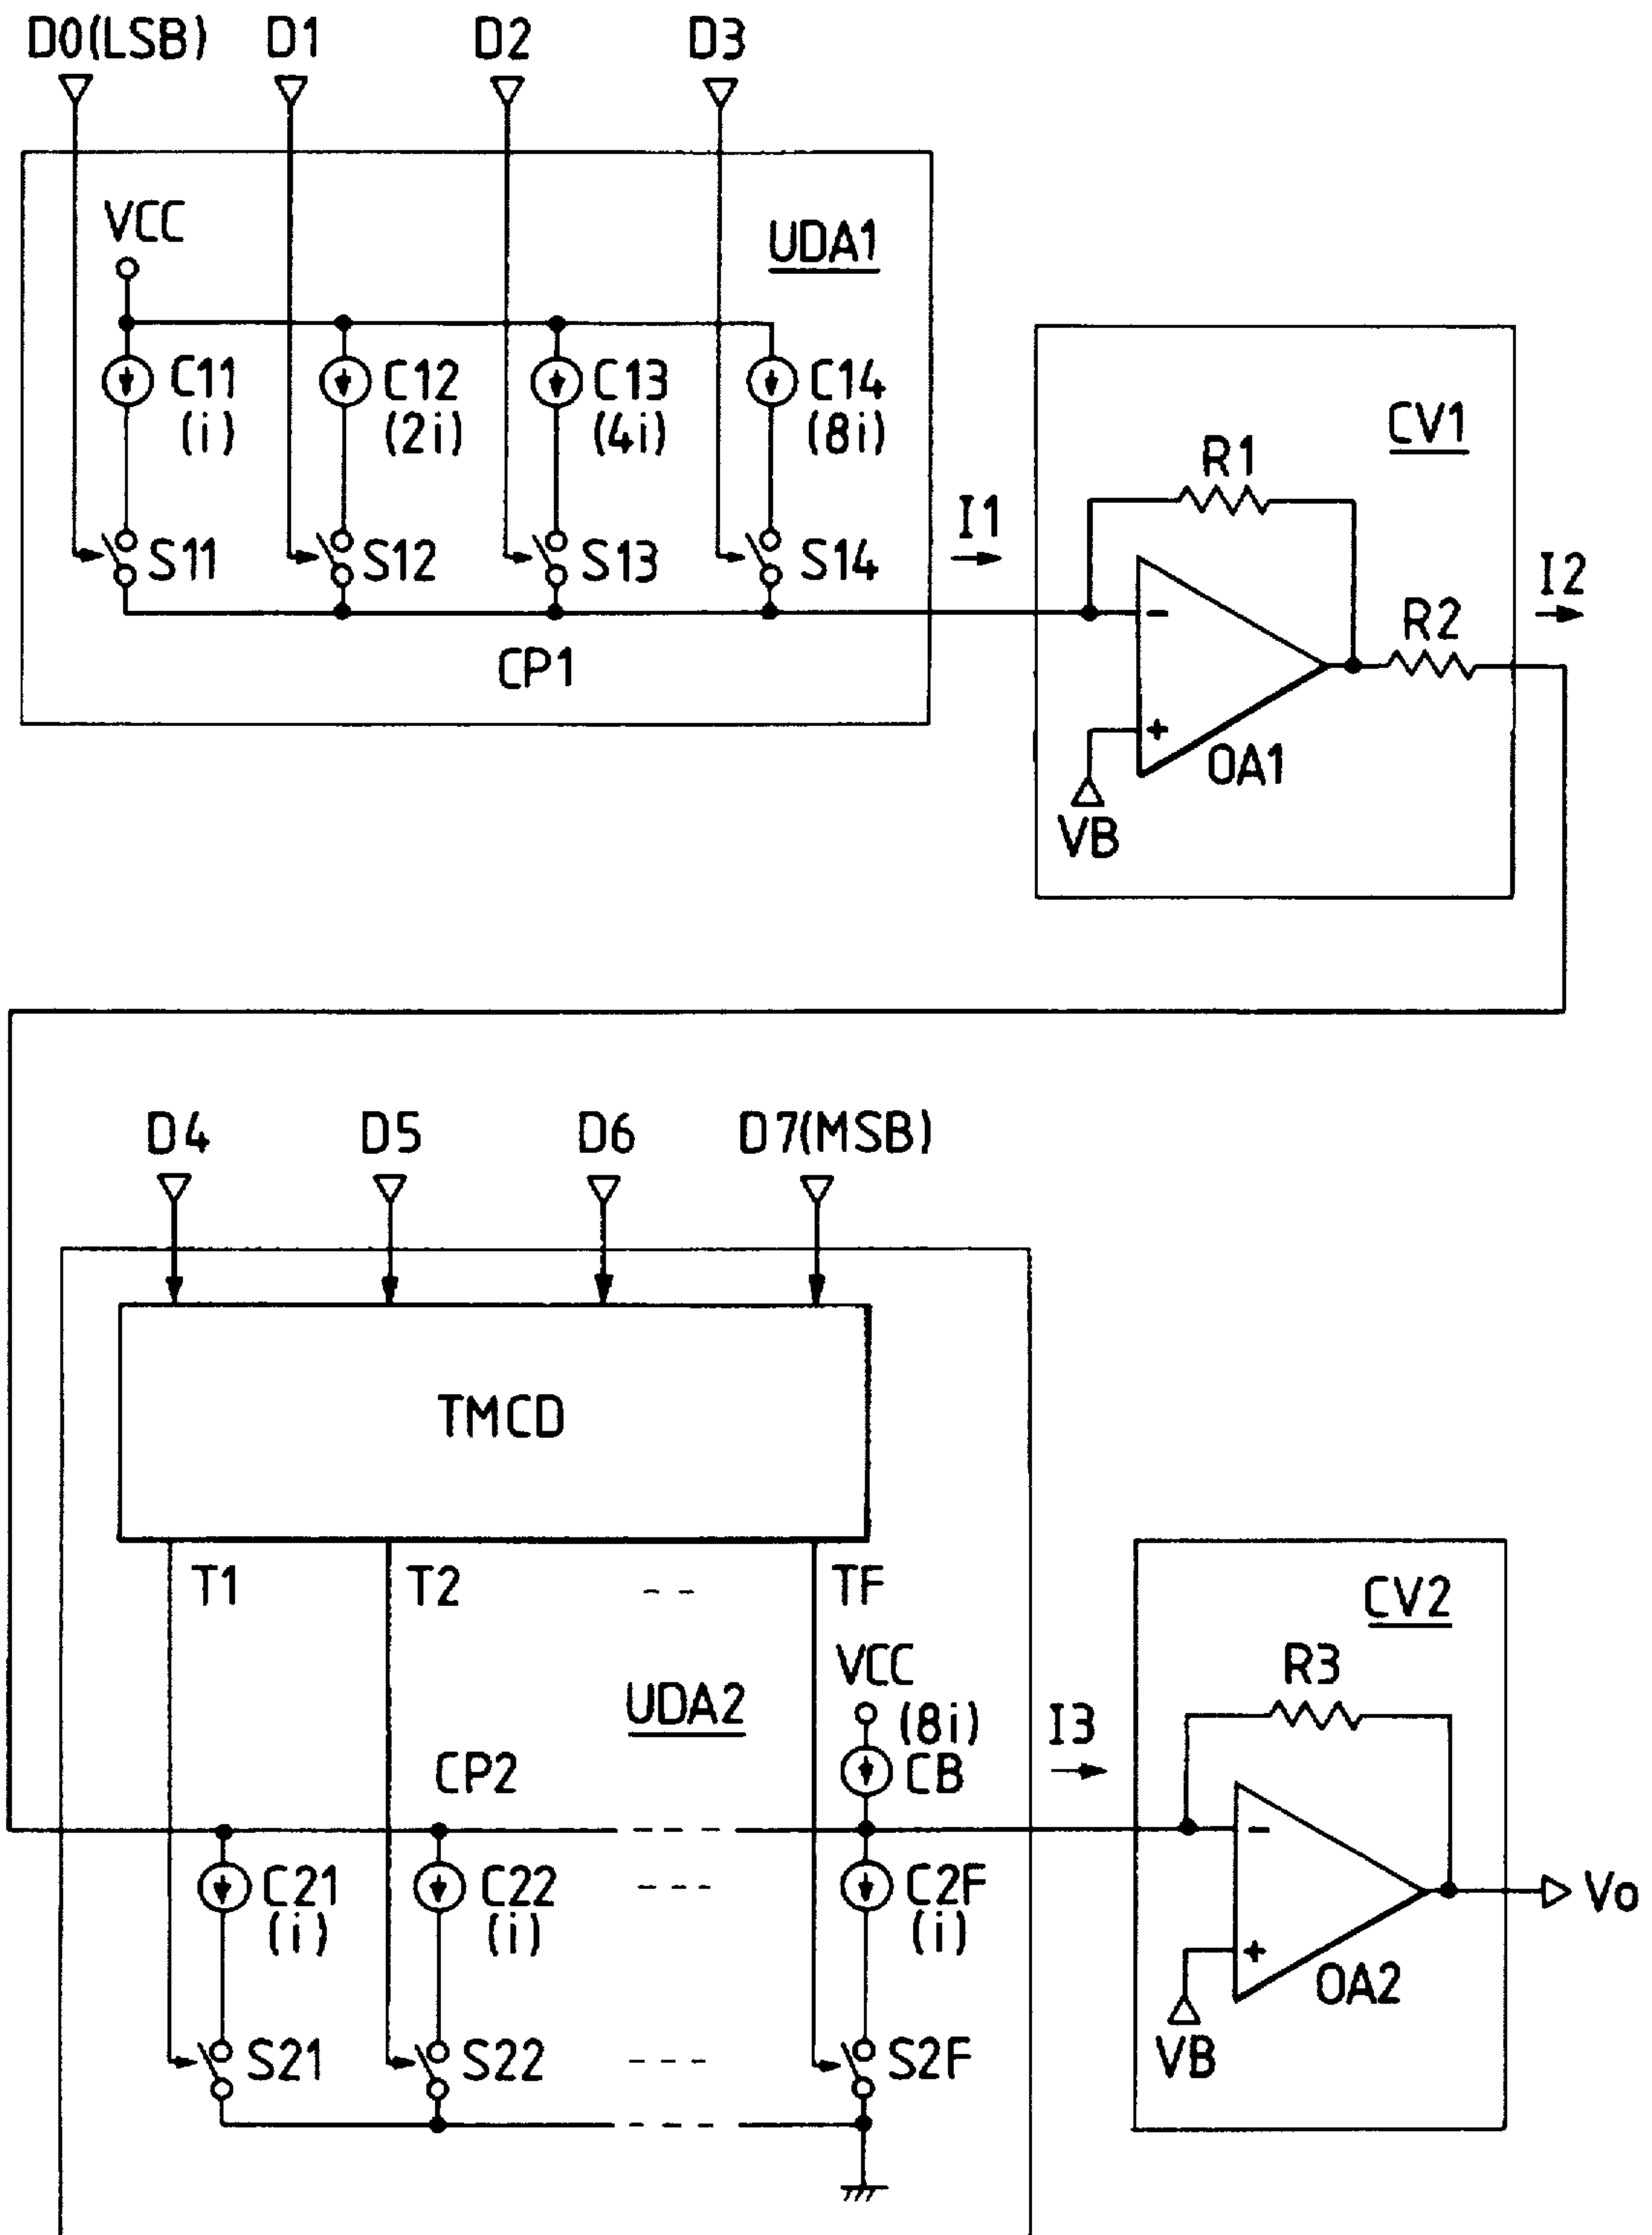 D0(LSB) D1 D2 D3
VCC
UDA1
C11 C12 C13 C14
(i) (2i) (4i) (8i)
CV1
R1
I1
S11 S12 S13 S14
I2
R2
CP1
OA1
VB
D4 D5 D6 D7(MSB)
TMCD
T1 T2 -- TF
CV2
VCC
R3
UDA2
(8i)
I3
CP2
CB
C21 C22 --- C2F
(i) (i) (i)
Vo
OA2
S21 S22 --- S2F
VB